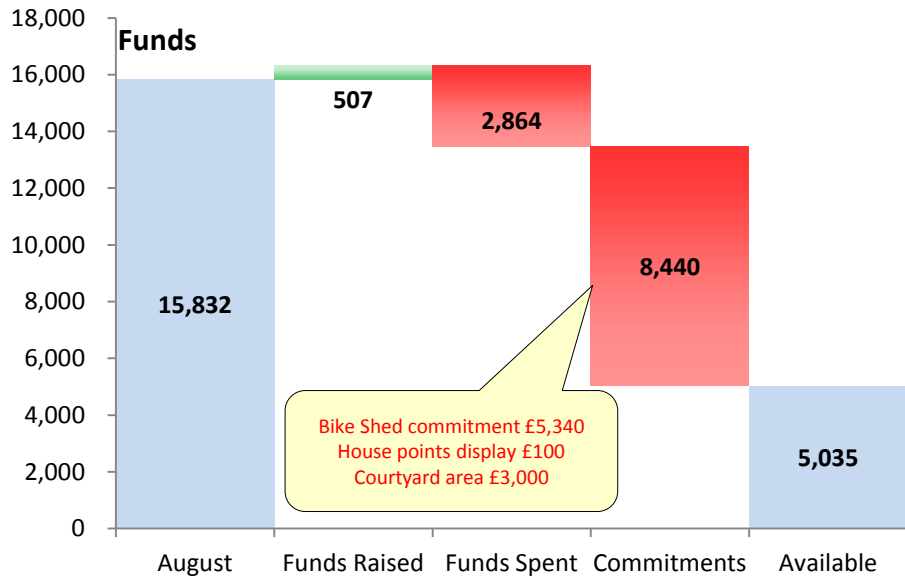 Funds
18,000
16,000
14,000
12,000
10,000
8,000
6,000
4,000
2,000
0
15,832
507
2,864
8,440
5,035
Bike Shed commitment £5,340
House points display £100
Courtyard area £3,000
August
Funds Raised
Funds Spent
Commitments
Available